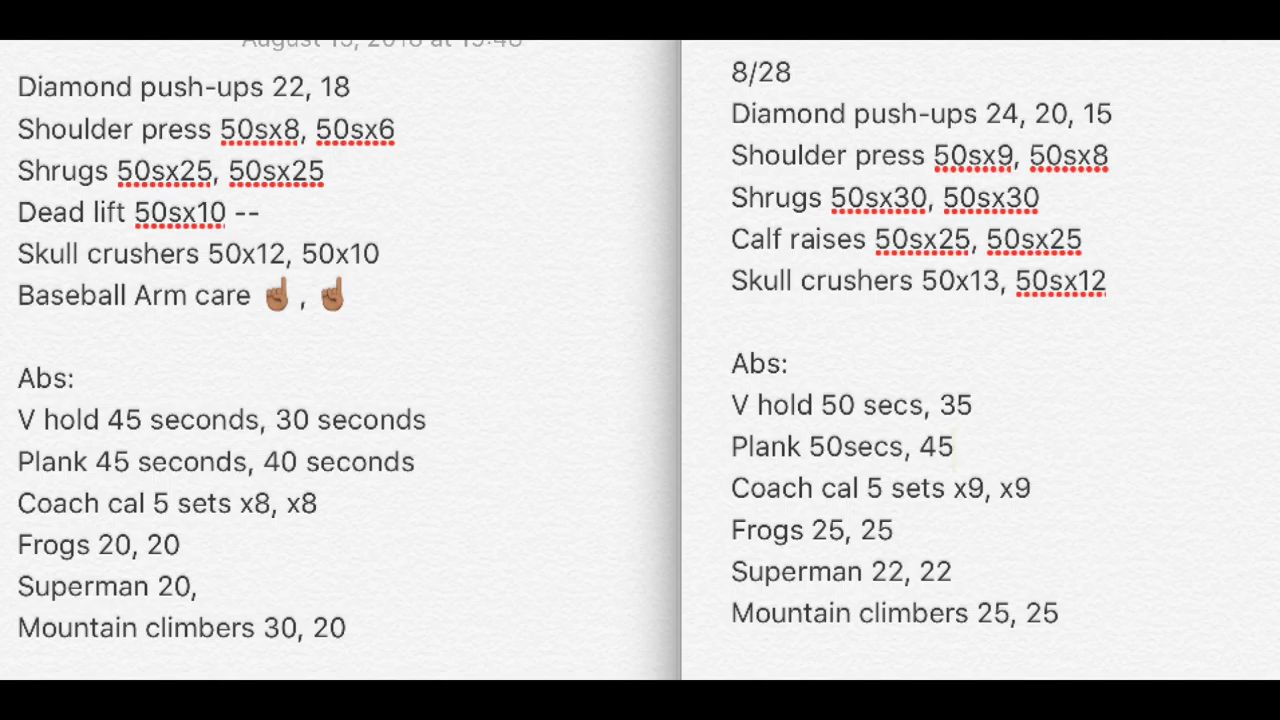 Diamond push-ups 22, 18
Shoulder press 50sx8, 50sx6
Shrugs 50sx25, 50sx25
Dead lift 50sx10 --
Skull crushers 50x12, 50x10
Baseball Arm care ☝🏾, ☝🏾
Abs:
V hold 45 seconds, 30 seconds
Plank 45 seconds, 40 seconds
Coach cal 5 sets x8, x8
Frogs 20, 20
Superman 20,
Mountain climbers 30, 20
8/28
Diamond push-ups 24, 20, 15
Shoulder press 50sx9, 50sx8
Shrugs 50sx30, 50sx30
Calf raises 50sx25, 50sx25
Skull crushers 50x13, 50sx12
Abs:
V hold 50 secs, 35
Plank 50secs, 45
Coach cal 5 sets x9, x9
Frogs 25, 25
Superman 22, 22
Mountain climbers 25, 25